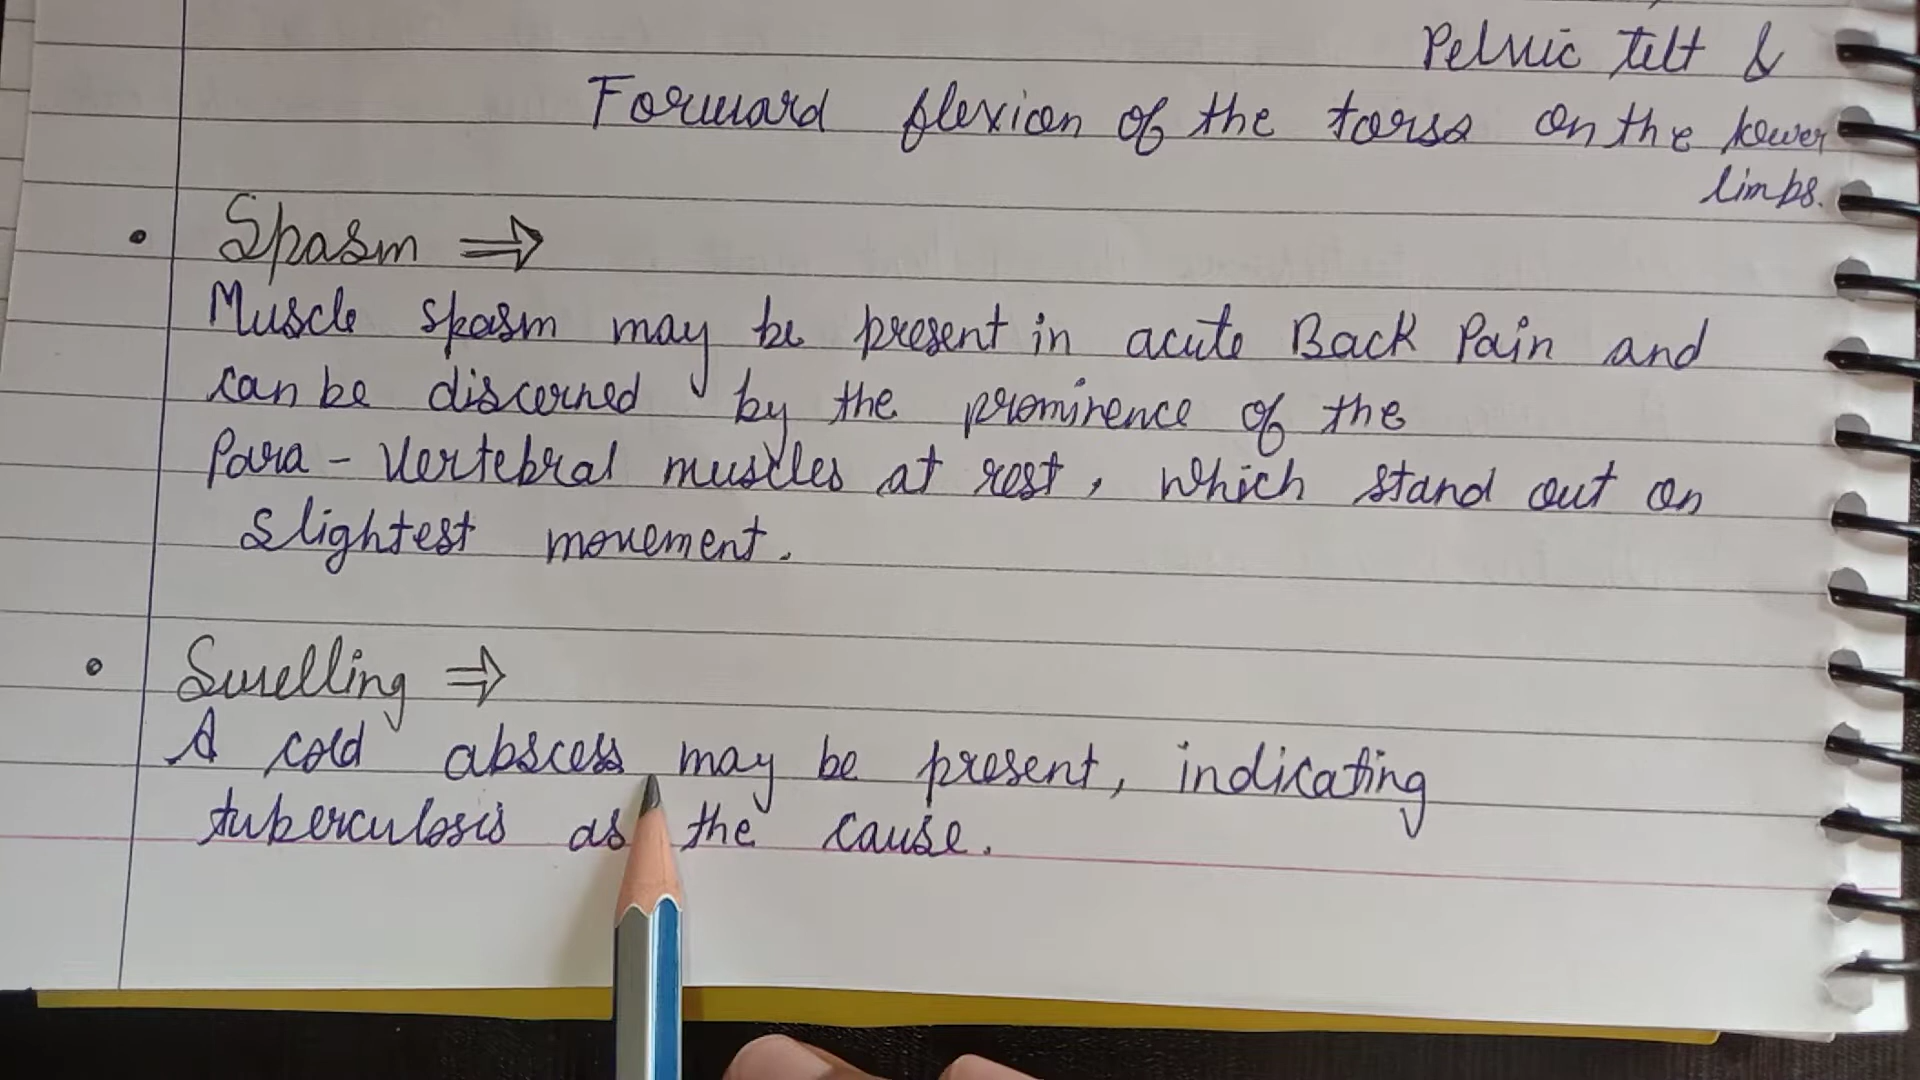 Pelvic tilt &
Forward flexion of the torso on the lower
limbs.
• Spasm ⇒
Muscle spasm may be present in acute Back Pain and
can be discerned by the prominence of the
Para - Vertebral muscles at rest, which stand out on
slightest movement.
• Swelling ⇒
A cold abscess may be present, indicating
tuberculosis as the cause.